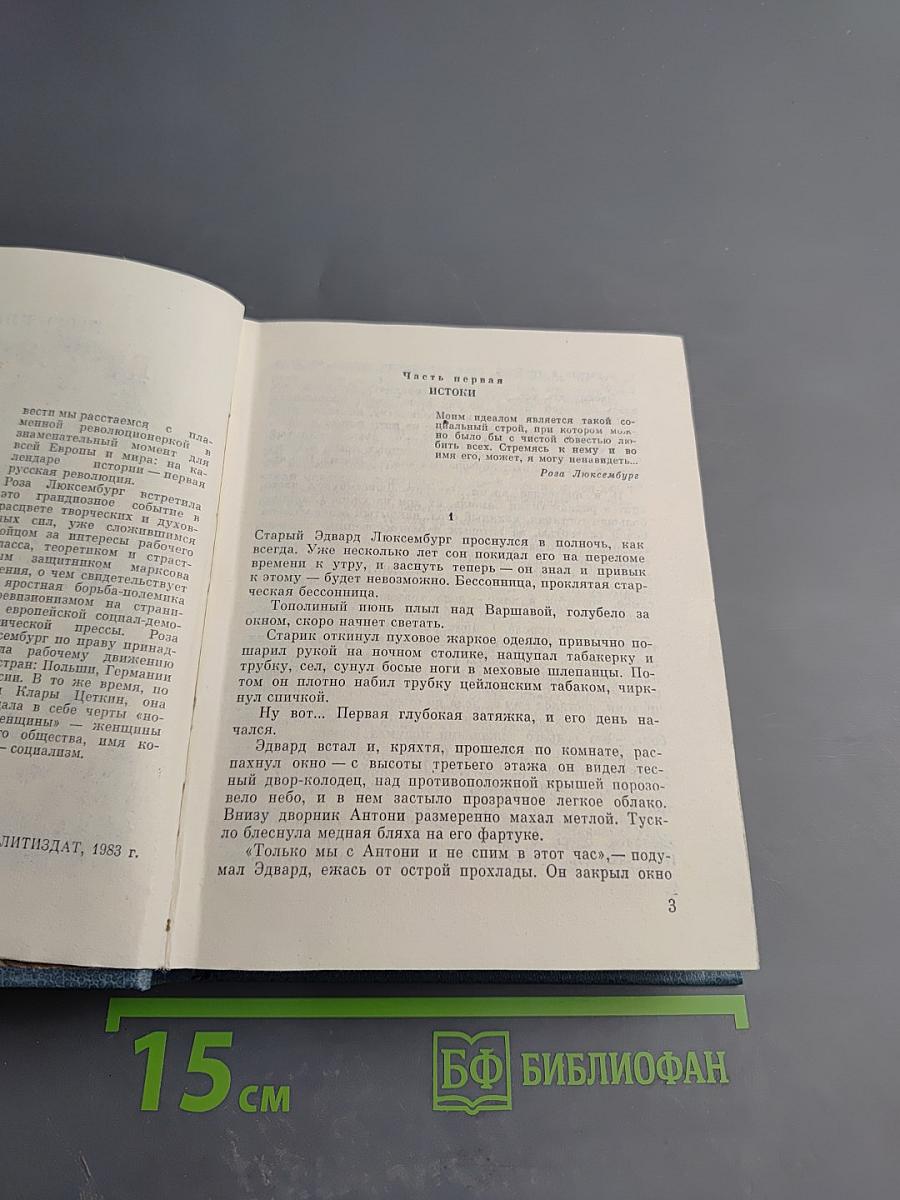 вести мы расстаемся с пла-
менной революционеркой в
знаменательный момент для
всей Европы и мира: на ка-
лендаре истории — первая
русская революция.
Роза Люксембург встретила
это грандиозное событие в
расцвете творческих и духов-
ных сил, уже сложившимся
ойцом за интересы рабочего
ласса, теоретиком и страст-
ым защитником марксова
ения, о чем свидетельствует
яростная борьба-полемика
ревизионизмом на страни-
европейской социал-демо-
ической прессы. Роза
сембург по праву принад-
ла рабочему движению
стран: Польши, Германии
сии. В то же время, по
и Клары Цеткин, она
дала в себе черты «но-
енщины» — женщины
го общества, имя ко-
— социализм.
ЛИТИЗДАТ, 1983 г.
Часть первая
ИСТОКИ
Моим идеалом является такой со-
циальный строй, при котором мож-
но было бы с чистой совестью лю-
бить всех. Стремясь к нему и во
имя его, может, я могу ненавидеть...
Роза Люксембург
1
Старый Эдвард Люксембург проснулся в полночь, как
всегда. Уже несколько лет сон покидал его на переломе
времени к утру, и заснуть теперь — он знал и привык
к этому — будет невозможно. Бессонница, проклятая стар-
ческая бессонница.
Тополиный июнь плыл над Варшавой, голубело за
окном, скоро начнет светать.
Старик откинул пуховое жаркое одеяло, привычно по-
шарил рукой на ночном столике, нащупал табакерку и
трубку, сел, сунул босые ноги в меховые шлепанцы. По-
том он плотно набил трубку цейлонским табаком, чирк-
нул спичкой.
Ну вот... Первая глубокая затяжка, и его день на-
чался.
Эдвард встал и, кряхтя, прошелся по комнате, рас-
пахнул окно — с высоты третьего этажа он видел тес-
ный двор-колодец, над противоположной крышей порозо-
вело небо, и в нем застыло прозрачное легкое облако.
Внизу дворник Антони размеренно махал метлой. Туск-
ло блеснула медная бляха на его фартуке.
«Только мы с Антони и не спим в этот час»,— поду-
мал Эдвард, ежась от острой прохлады. Он закрыл окно
3
15 см
БФ БИБЛИОФАН